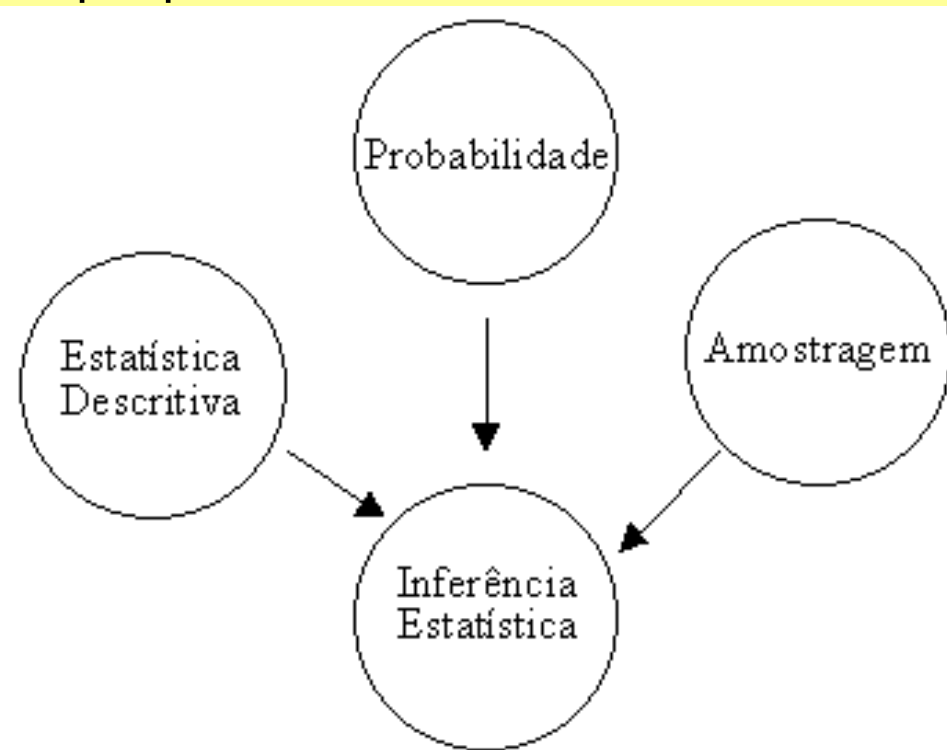 Probabilidade
Estatística
Descritiva
Amostragem
Inferência
Estatística